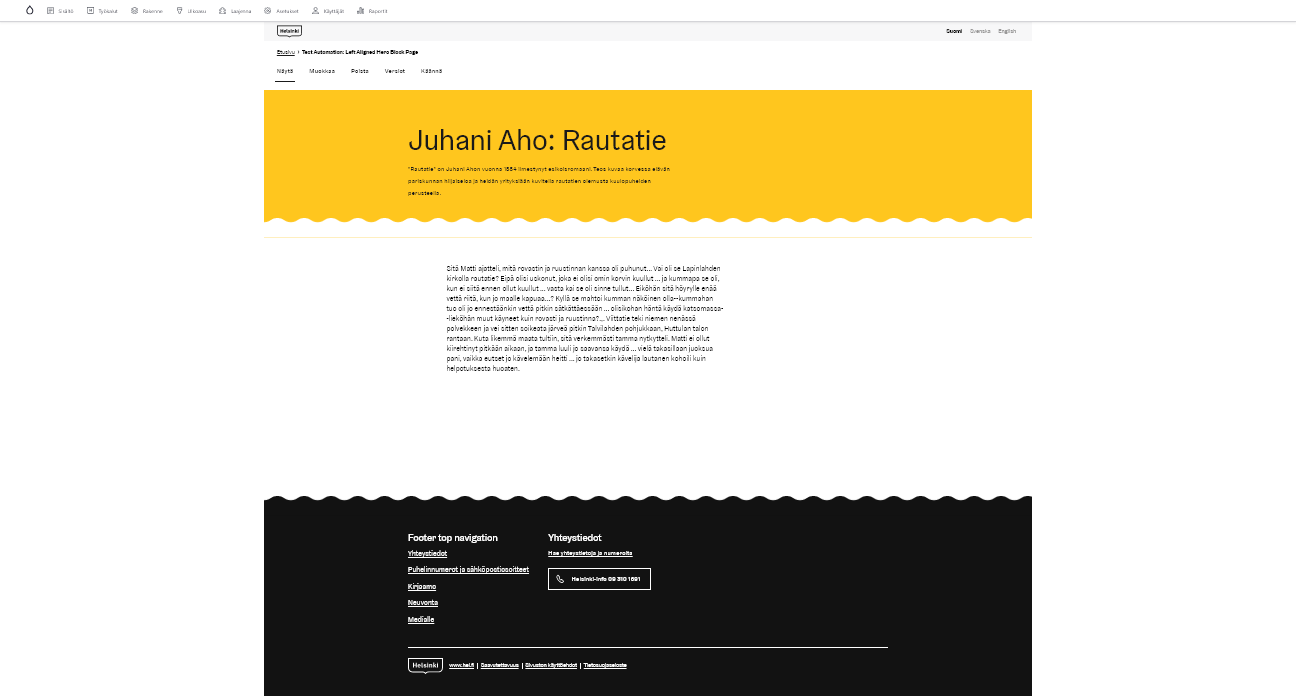 Sisältö Työkalut Rakenne Ulkoasu Laajenna Asetukset Käyttäjät Raportit
Helsinki Suomi Svenska English
Etusivu › Test Automation: Left Aligned Hero Block Page
Näytä Muokkaa Poista Versiot Käännä
Juhani Aho: Rautatie
"Rautatie" on Juhani Ahon vuonna 1884 ilmestynyt esikoisromaani. Teos kuvaa korvessa elävän
pariskunnan hiljaiseloa ja heidän yrityksiään kuvitella rautatien olemusta kuulopuheiden
perusteella.
Sitä Matti ajatteli, mitä rovastin ja ruustinnan kanssa oli puhunut... Vai oli se Lapinlahden
kirkolla rautatie? Eipä olisi uskonut, joka ei olisi omin korvin kuullut ... ja kummapa se oli,
kun ei siitä ennen ollut kuullut ... vasta kai se oli sinne tullut... Eiköhän sitä höyrylle enää
vettä riitä, kun jo maalle kapuaa...? Kyllä se mahtoi kumman näköinen olla--kummahan
tuo oli jo ennestäänkin vettä pitkin sätkättäessään ... olisikohan häntä käydä katsomassa-
-liekőhän muut käyneet kuin rovasti ja ruustinna?... Viittatie teki niemen nenässä
polvekkeen ja vei sitten soikeata järveä pitkin Talvilahden pohjukkaan, Huttulan talon
rantaan. Kuta likemmä maata tultiin, sitä verkemmästi tamma nytkytteli. Matti ei ollut
kiirehtinyt pitkään aikaan, ja tamma luuli jo saavansa käydä ... vielä takasillaan juoksua
pani, vaikka eutset jo kävelemään heitti ... jo takasetkin kävelijä lautanen kohoili kuin
helpotuksesta huoaten.
Footer top navigation
Yhteystiedot
Puhelinnumerot ja sähköpostiosoitteet
Kirjaamo
Neuvonta
Medialle
Yhteystiedot
Hae yhteystietoja ja numeroita
Helsinki-info 09 310 1691
Helsinki www.hel.fi | Saavutettavuus | Sivuston käyttöehdot | Tietosuojaseloste